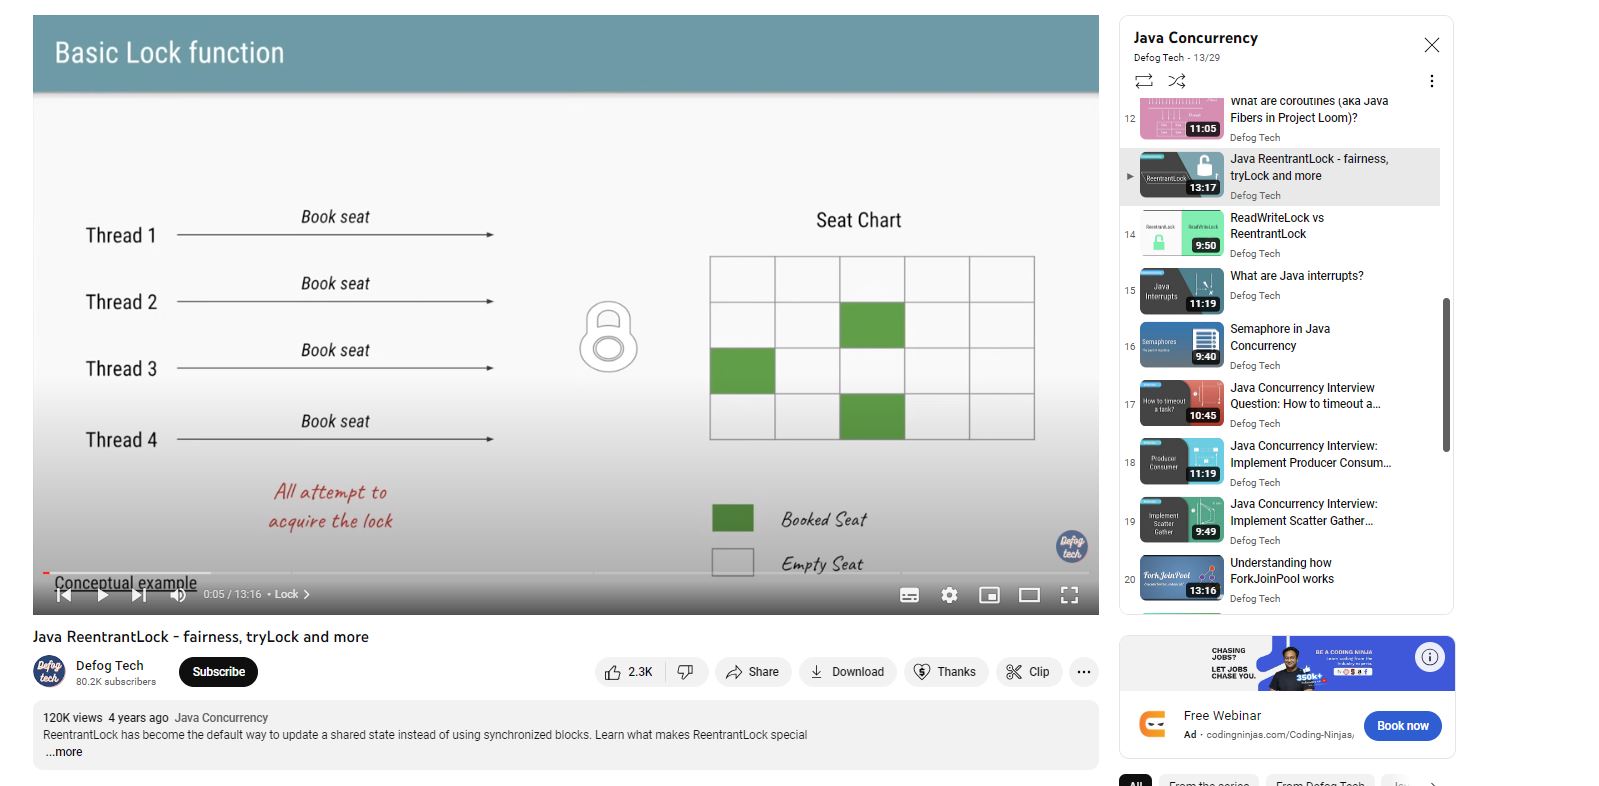 Basic Lock function
Thread 1
Book seat
Thread 2
Book seat
Thread 3
Book seat
Thread 4
Book seat
All attempt to
acquire the lock
Conceptual example
Seat Chart
Booked Seat
Empty Seat
Defog
tech
0:05 / 13:16 • Lock
Java ReentrantLock - fairness, tryLock and more
Defog
tech
Defog Tech
80.2K subscribers
Subscribe
2.3K
Share
Download
Thanks
Clip
120K views 4 years ago Java Concurrency
ReentrantLock has become the default way to update a shared state instead of using synchronized blocks. Learn what makes ReentrantLock special
...more
Java Concurrency
Defog Tech - 13/29
12
11:05
What are coroutines (aka Java
Fibers in Project Loom)?
Defog Tech
ReentrantLock
13:17
Java ReentrantLock - fairness,
tryLock and more
Defog Tech
14
ReentrantLock
ReadWriteLock
9:50
ReadWriteLock vs
ReentrantLock
Defog Tech
15
Java
Interrupts
11:19
What are Java interrupts?
Defog Tech
16
Semaphores
9:40
Semaphore in Java
Concurrency
Defog Tech
17
How to timeout
a task?
10:45
Java Concurrency Interview
Question: How to timeout a...
Defog Tech
18
Producer
Consumer
11:19
Java Concurrency Interview:
Implement Producer Consum...
Defog Tech
19
Implement
Scatter
Gather
9:49
Java Concurrency Interview:
Implement Scatter Gather...
Defog Tech
20
ForkJoinPool
13:16
Understanding how
ForkJoinPool works
Defog Tech
CHASING
JOBS?
LET JOBS
CHASE YOU.
350k+
BE A CODING NINJA
Learn coding from the
industry experts.
Free Webinar
Ad · codingninjas.com/Coding-Ninjas/
Book now
All
From the series
From Defog Tech